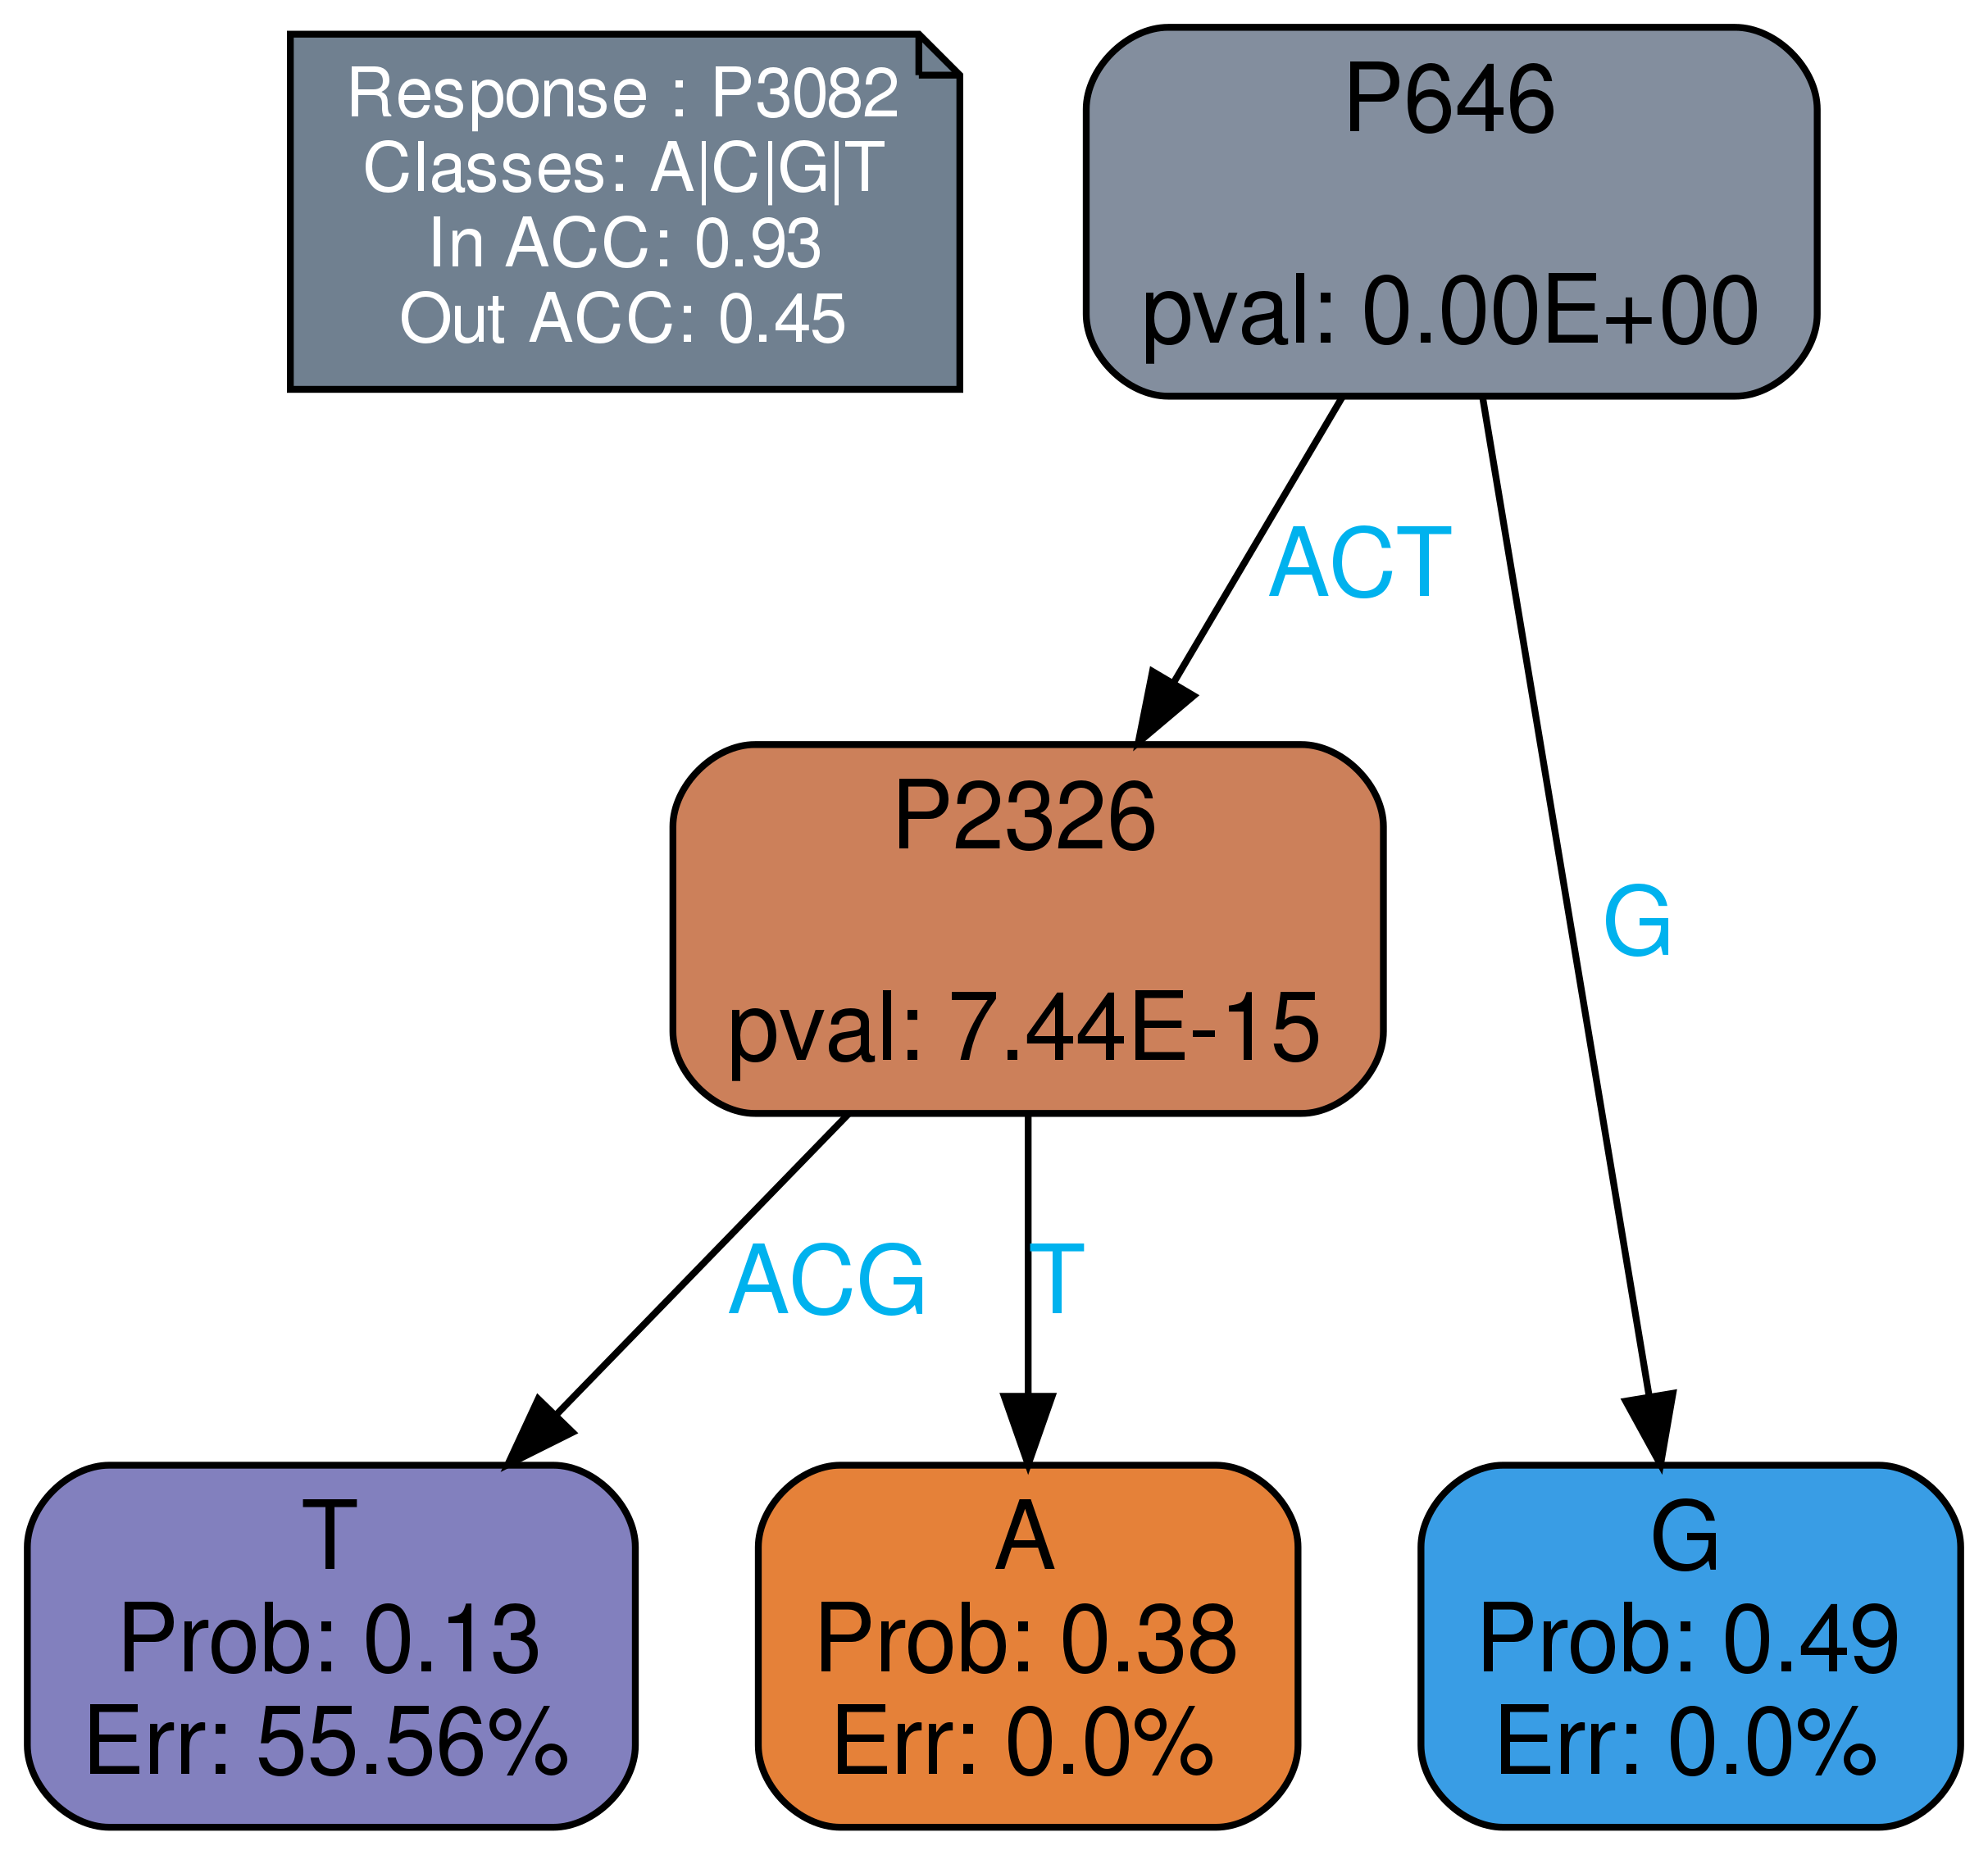 Response : P3082
Classes: A|C|G|T
In ACC: 0.93
Out ACC: 0.45
P646
pval: 0.00E+00
ACT
G
P2326
pval: 7.44E-15
ACG
T
T
Prob: 0.13
Err: 55.56%
A
Prob: 0.38
Err: 0.0%
G
Prob: 0.49
Err: 0.0%